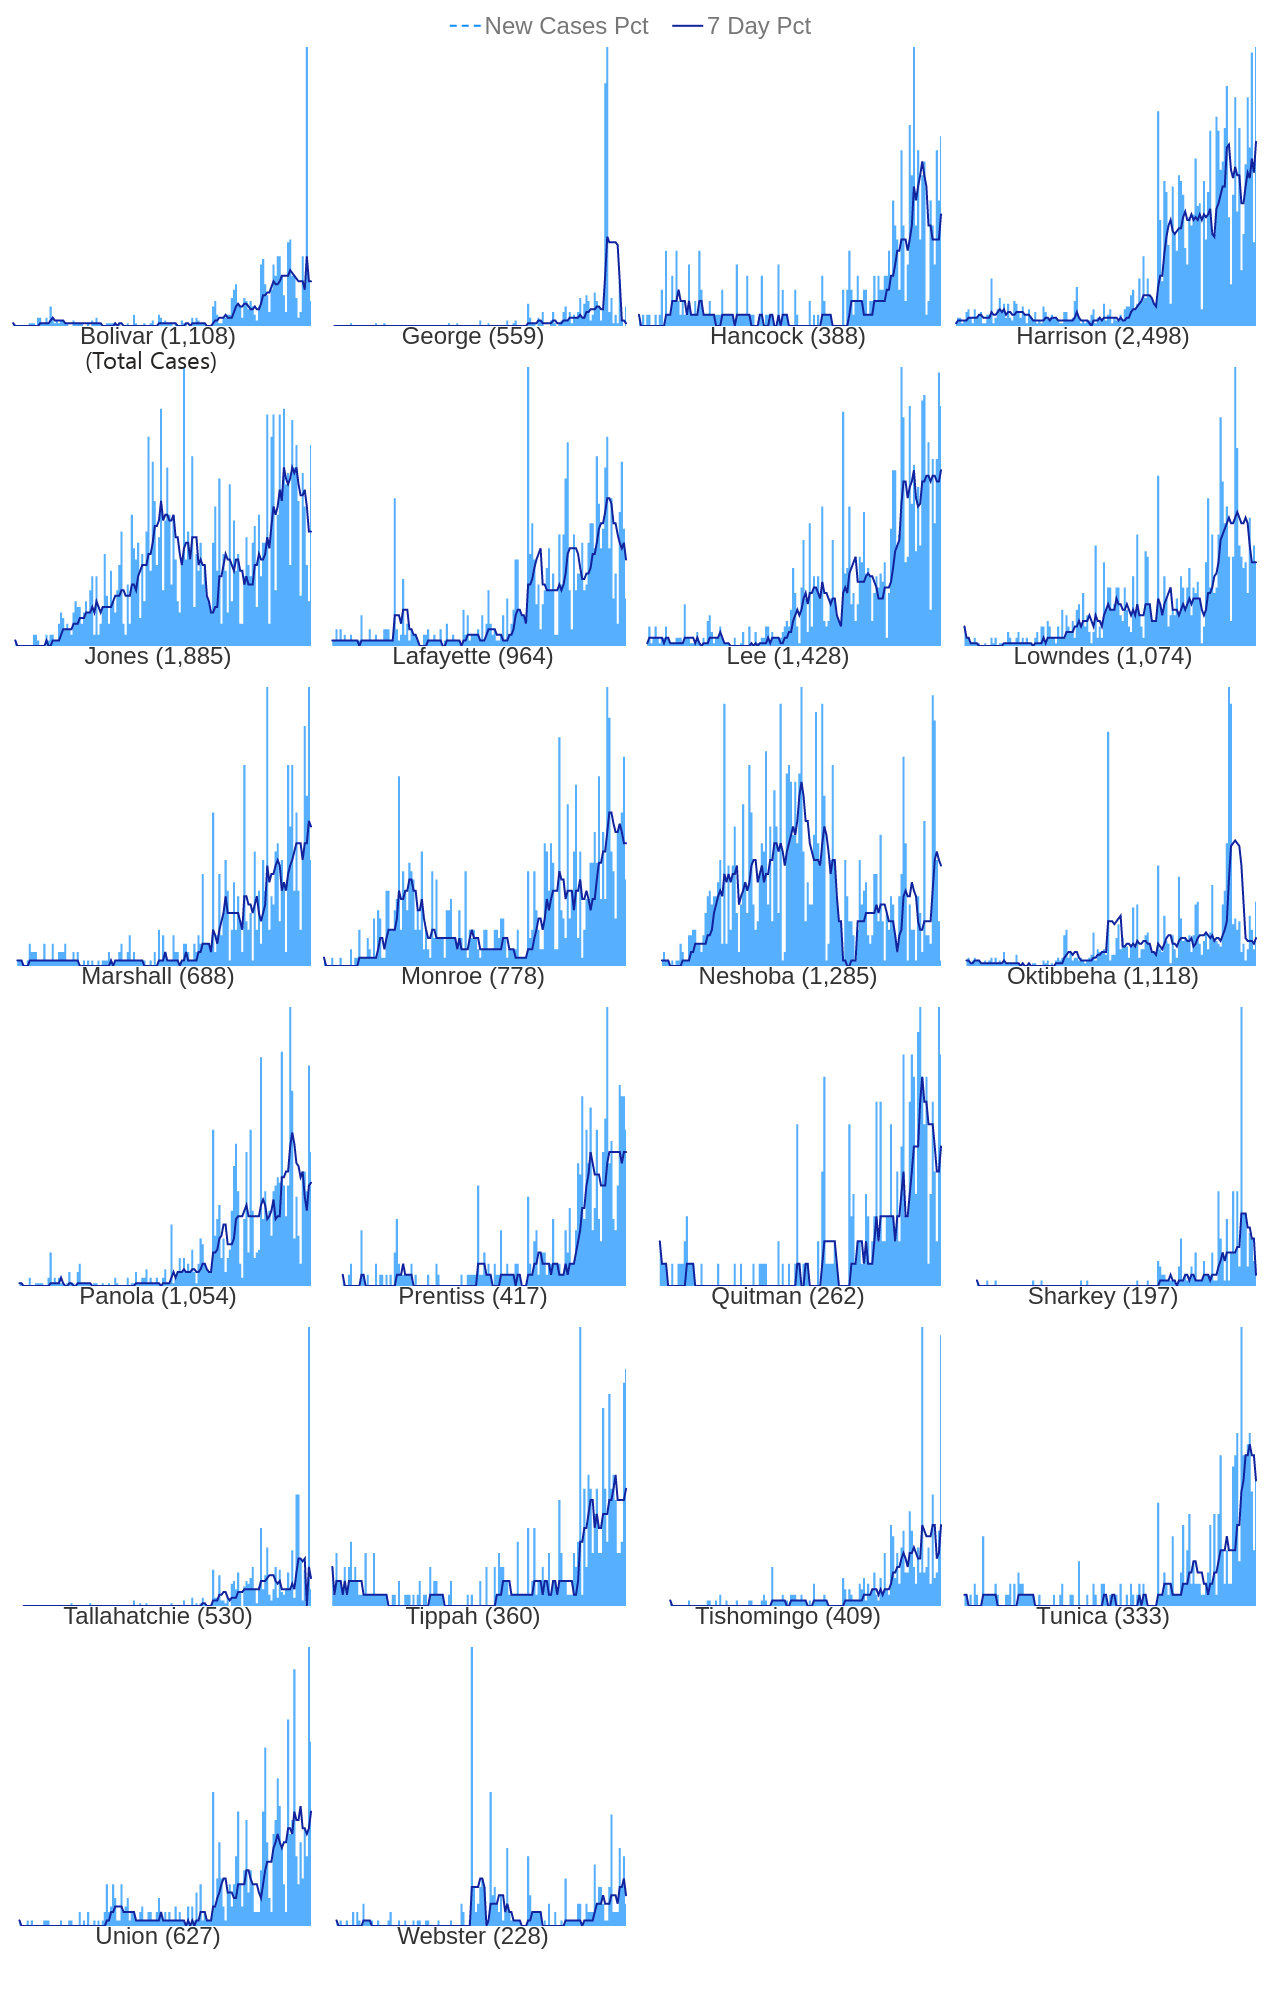 New Cases Pct 7 Day Pct
Bolivar (1,108) George (559) Hancock (388) Harrison (2,498)
(Total Cases)
Jones (1,885) Lafayette (964) Lee (1,428) Lowndes (1,074)
Marshall (688) Monroe (778) Neshoba (1,285) Oktibbeha (1,118)
Panola (1,054) Prentiss (417) Quitman (262) Sharkey (197)
Tallahatchie (530) Tippah (360) Tishomingo (409) Tunica (333)
Union (627) Webster (228)